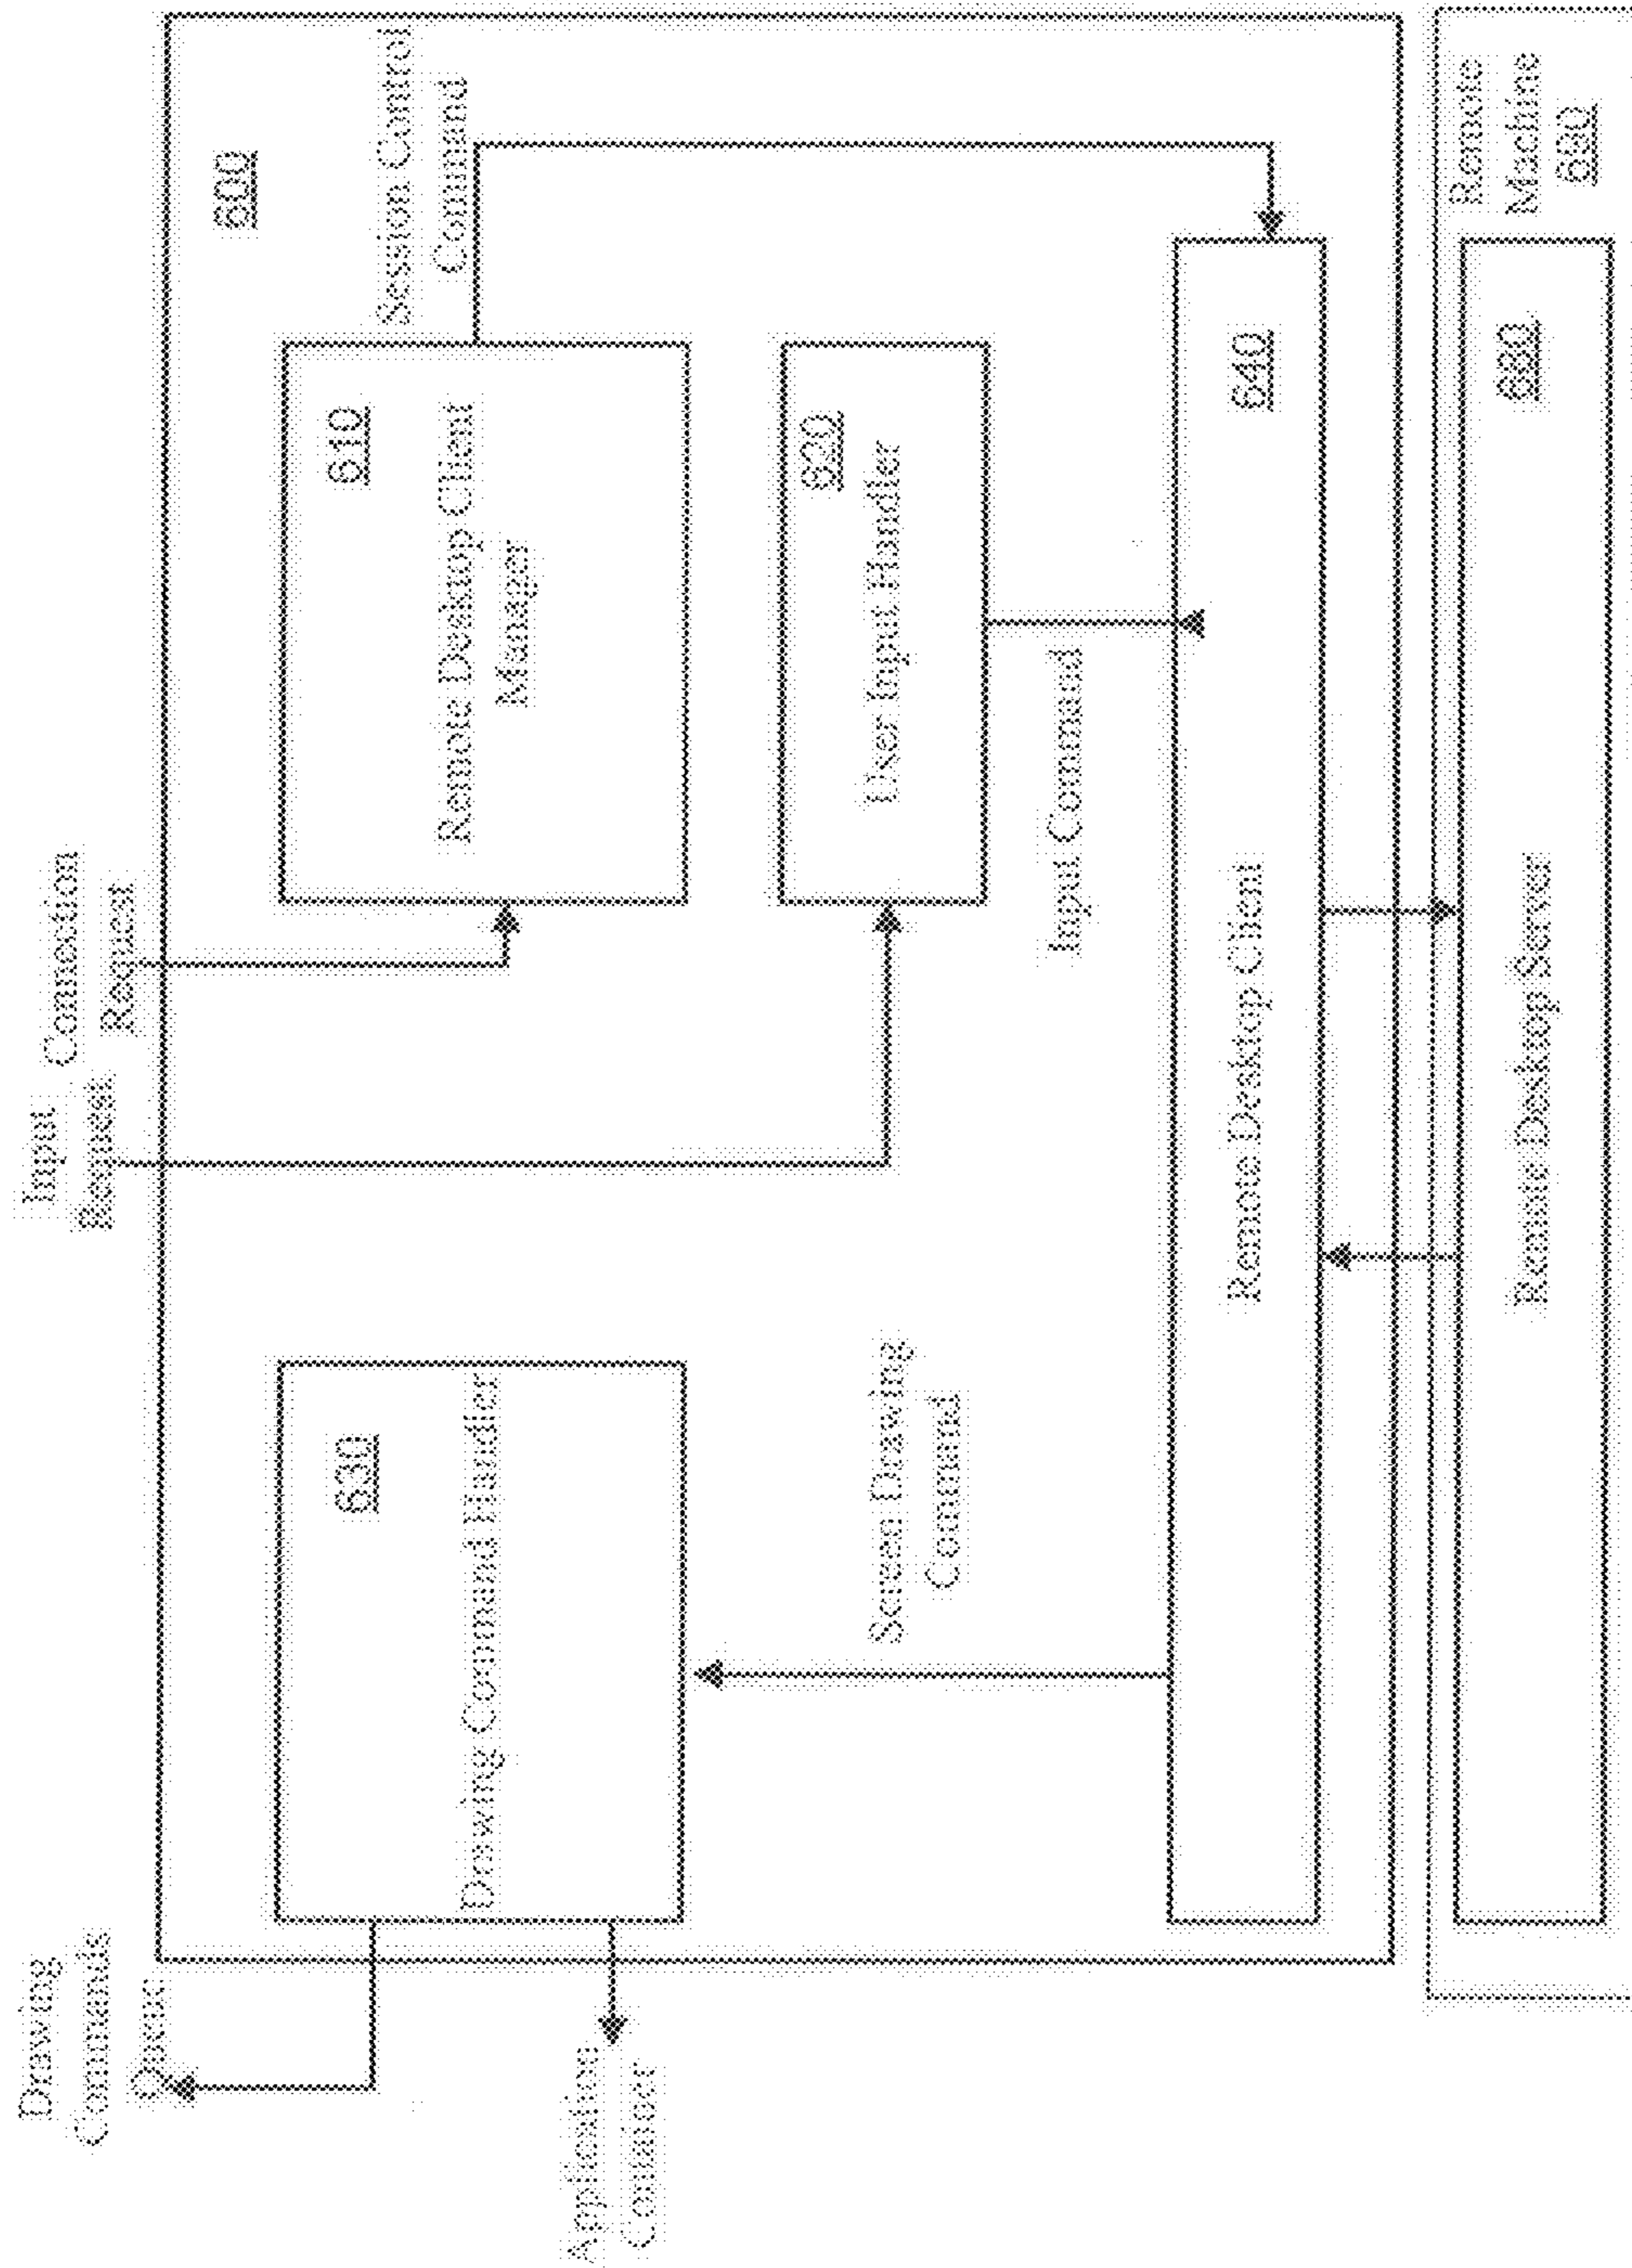 Drawing
Commands
Queue
Input
Request
Connection
Request
600
630
Drawing Command Handler
610
Remote Desktop Client
Manager
Session Control
Command
Application
Container
620
User Input Handler
Screen Drawing
Command
Input Command
640
Remote Desktop Client
Remote
Machine
Remote Desktop Server